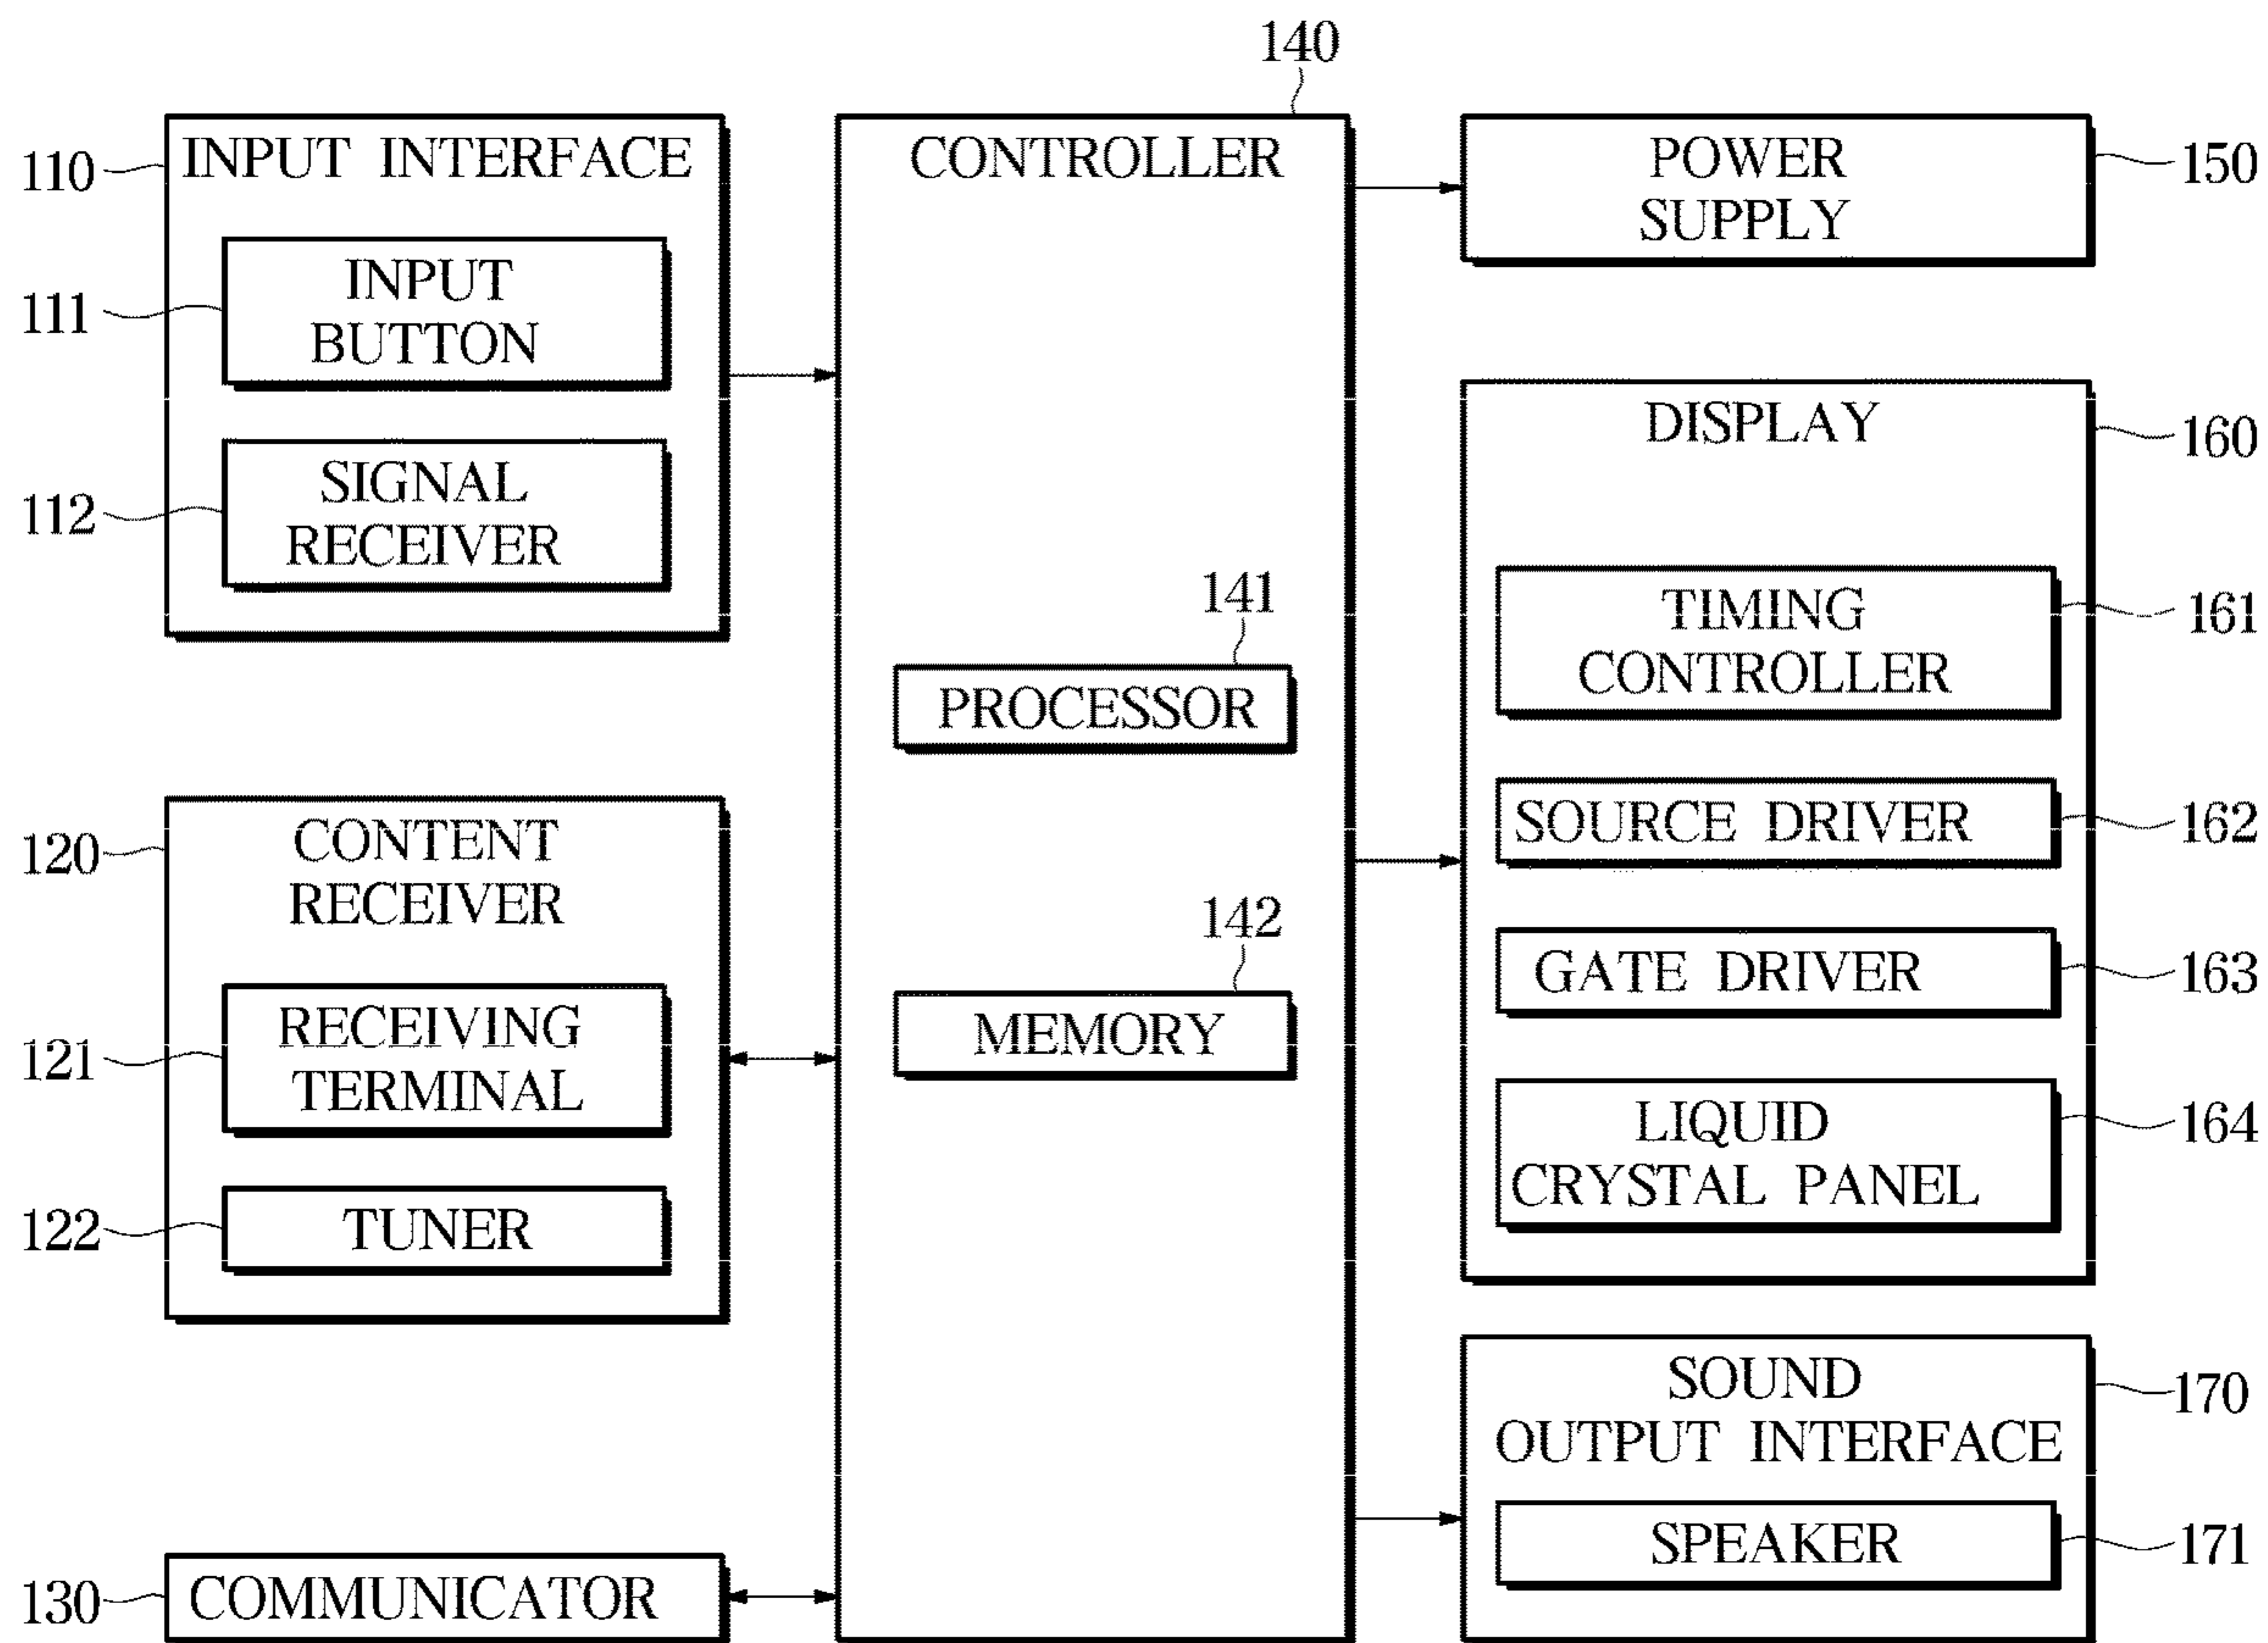 140
110
INPUT INTERFACE
111
INPUT
BUTTON
112
SIGNAL
RECEIVER
120
CONTENT
RECEIVER
121
RECEIVING
TERMINAL
122
TUNER
130
COMMUNICATOR
CONTROLLER
141
PROCESSOR
142
MEMORY
POWER
SUPPLY
150
DISPLAY
160
TIMING
CONTROLLER
161
SOURCE DRIVER
162
GATE DRIVER
163
LIQUID
CRYSTAL PANEL
164
SOUND
OUTPUT INTERFACE
170
SPEAKER
171